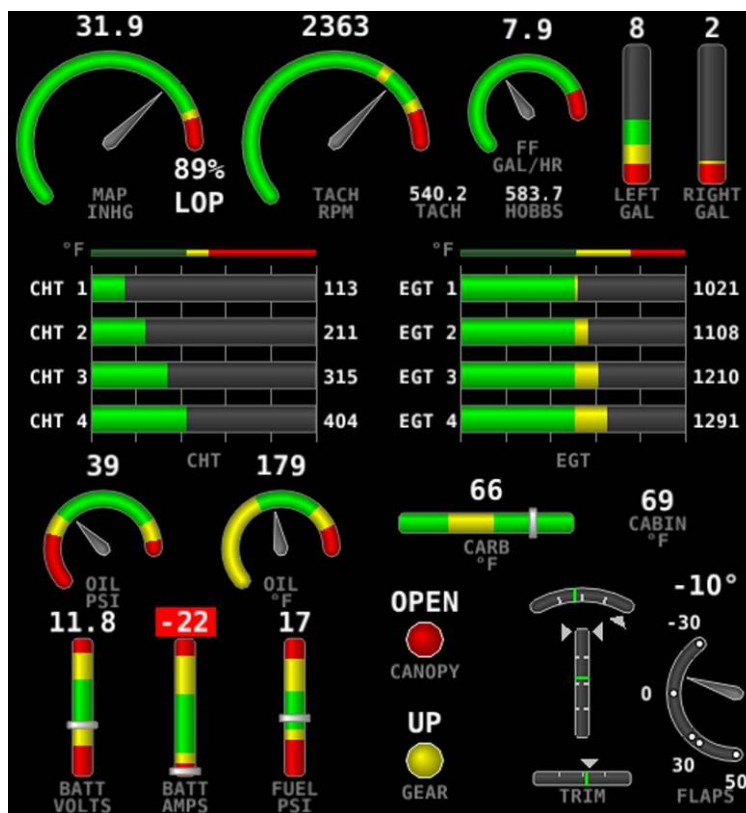 31.9
2363
7.9
8
2
89%
LOP
MAP
INHG
TACH
RPM
540.2
TACH
FF
GAL/HR
583.7
HOBBS
LEFT
GAL
RIGHT
GAL
°F
CHT 1 113
CHT 2 211
CHT 3 315
CHT 4 404
CHT
°F
EGT 1 1021
EGT 2 1108
EGT 3 1210
EGT 4 1291
EGT
39
OIL
PSI
179
OIL
°F
66
CARB
°F
69
CABIN
°F
11.8
BATT
VOLTS
-22
BATT
AMPS
17
FUEL
PSI
OPEN
CANOPY
UP
GEAR
TRIM
-10°
-30
0
30
50
FLAPS